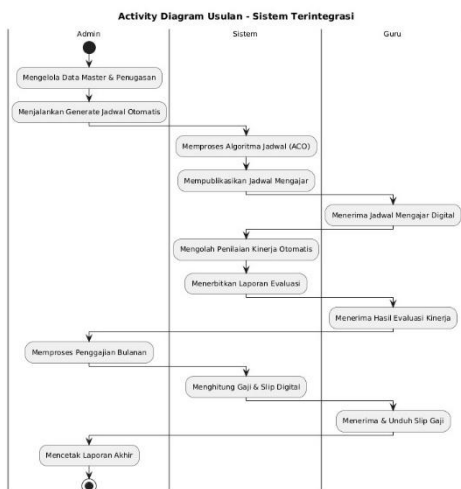 Activity Diagram Usulan - Sistem Terintegrasi
Admin Sistem Guru
Mengelola Data Master & Penugasan
Menjalankan Generate Jadwal Otomatis
Memproses Algoritma Jadwal (ACO)
Mempublikasikan Jadwal Mengajar
Menerima Jadwal Mengajar Digital
Mengolah Penilaian Kinerja Otomatis
Menerbitkan Laporan Evaluasi
Menerima Hasil Evaluasi Kinerja
Memproses Penggajian Bulanan
Menghitung Gaji & Slip Digital
Menerima & Unduh Slip Gaji
Mencetak Laporan Akhir